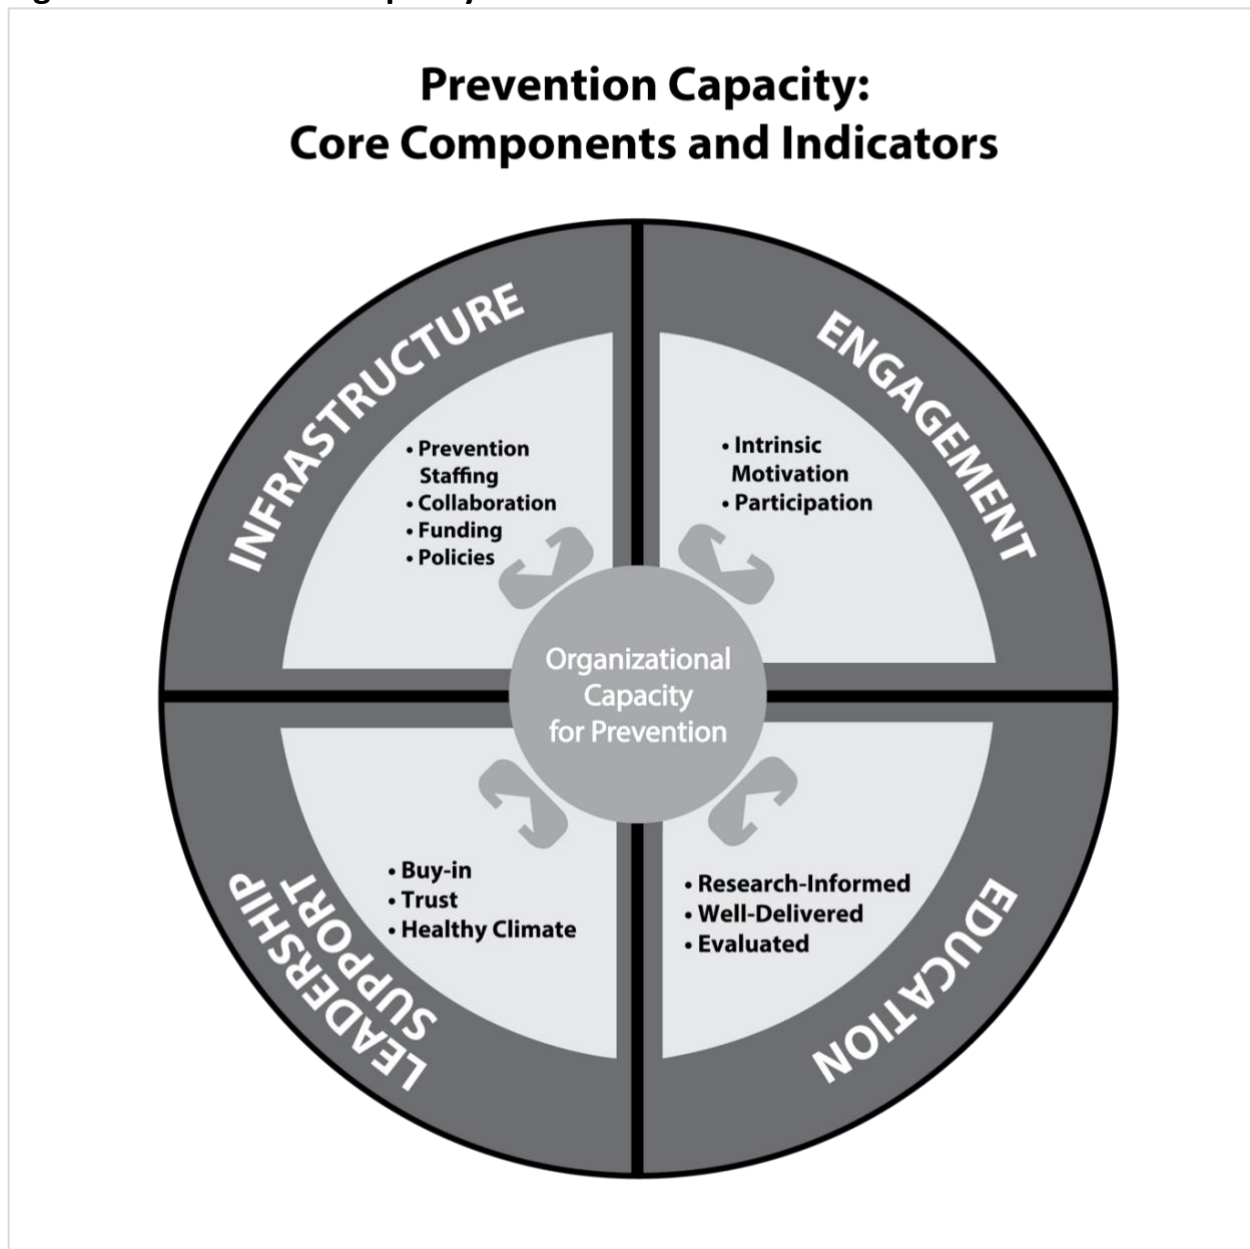 Prevention Capacity:
Core Components and Indicators
INFRASTRUCTURE
• Prevention
Staffing
• Collaboration
• Funding
• Policies
ENGAGEMENT
• Intrinsic
Motivation
• Participation
Organizational
Capacity
for Prevention
LEADERSHIP
SUPPORT
• Buy-in
• Trust
• Healthy Climate
EDUCATION
• Research-Informed
• Well-Delivered
• Evaluated